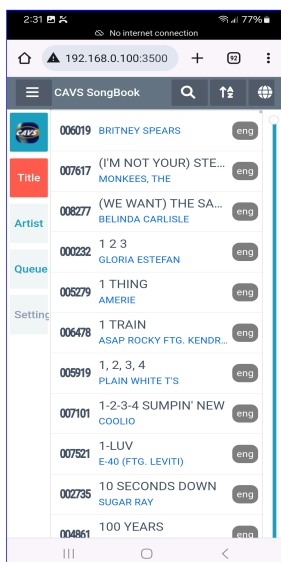 2:31 77%
No internet connection
192.168.0.100:3500 92
CAVS SongBook
CAVS
Title
Artist
Queue
Setting
006019 BRITNEY SPEARS eng
007617 (I'M NOT YOUR) STE... eng
MONKEES, THE
008277 (WE WANT) THE SA... eng
BELINDA CARLISLE
000232 1 2 3 eng
GLORIA ESTEFAN
005279 1 THING eng
AMERIE
006478 1 TRAIN eng
ASAP ROCKY FTG. KENDR...
005919 1, 2, 3, 4 eng
PLAIN WHITE T'S
007101 1-2-3-4 SUMPIN' NEW eng
COOLIO
007521 1-LUV eng
E-40 (FTG. LEVITI)
002735 10 SECONDS DOWN eng
SUGAR RAY
004861 100 YEARS eng